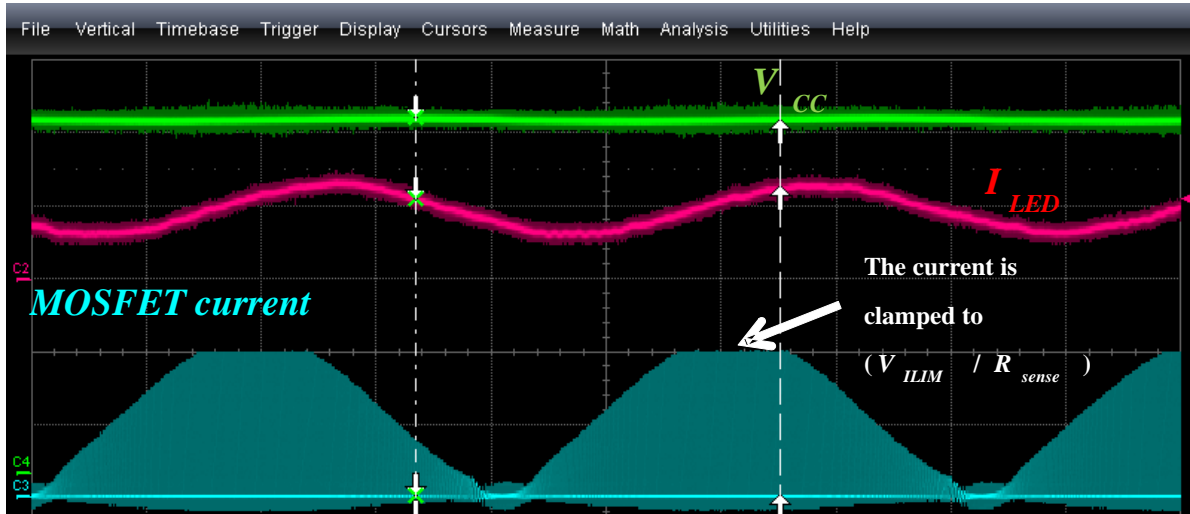 File Vertical Timebase Trigger Display Cursors Measure Math Analysis Utilities Help
V CC
I LED
C2
The current is
MOSFET current
clamped to
( V ILIM / R sense )
C4
C3